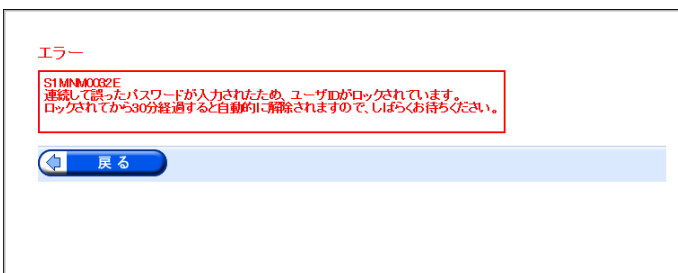 エラー
S1MNM0032E
連続して誤ったパスワードが入力されたため、ユーザIDがロックされています。
ロックされてから30分経過すると自動的に解除されますので、しばらくお待ちください。
戻る